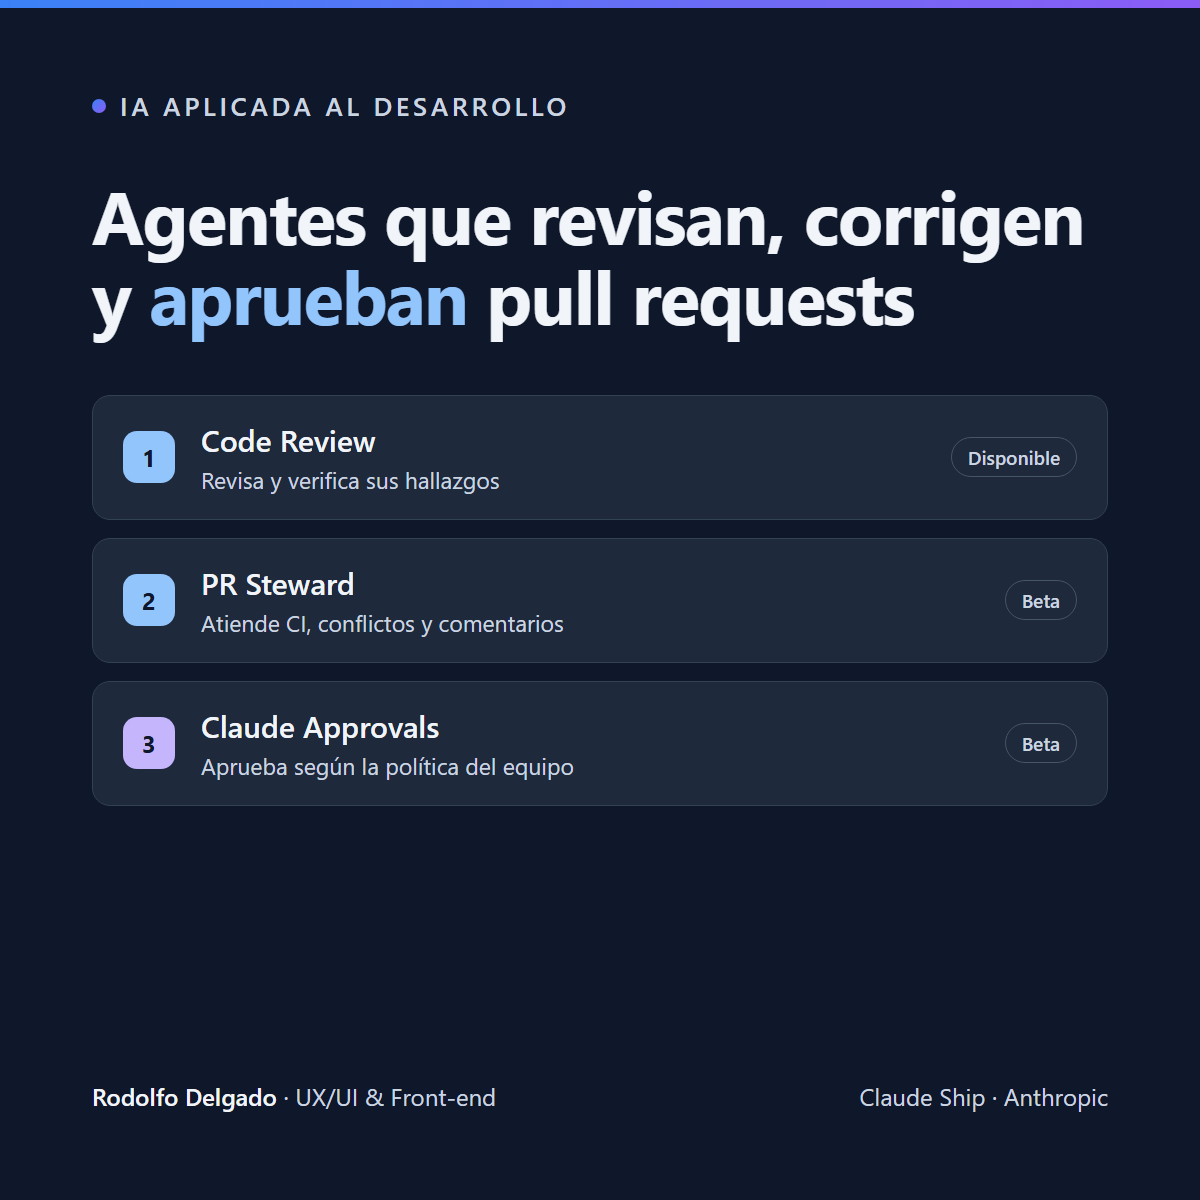 IA APLICADA AL DESARROLLO
Agentes que revisan, corrigen
y aprueban pull requests
1
Code Review
Revisa y verifica sus hallazgos
Disponible
2
PR Steward
Atiende CI, conflictos y comentarios
Beta
3
Claude Approvals
Aprueba según la política del equipo
Beta
Rodolfo Delgado · UX/UI & Front-end
Claude Ship · Anthropic